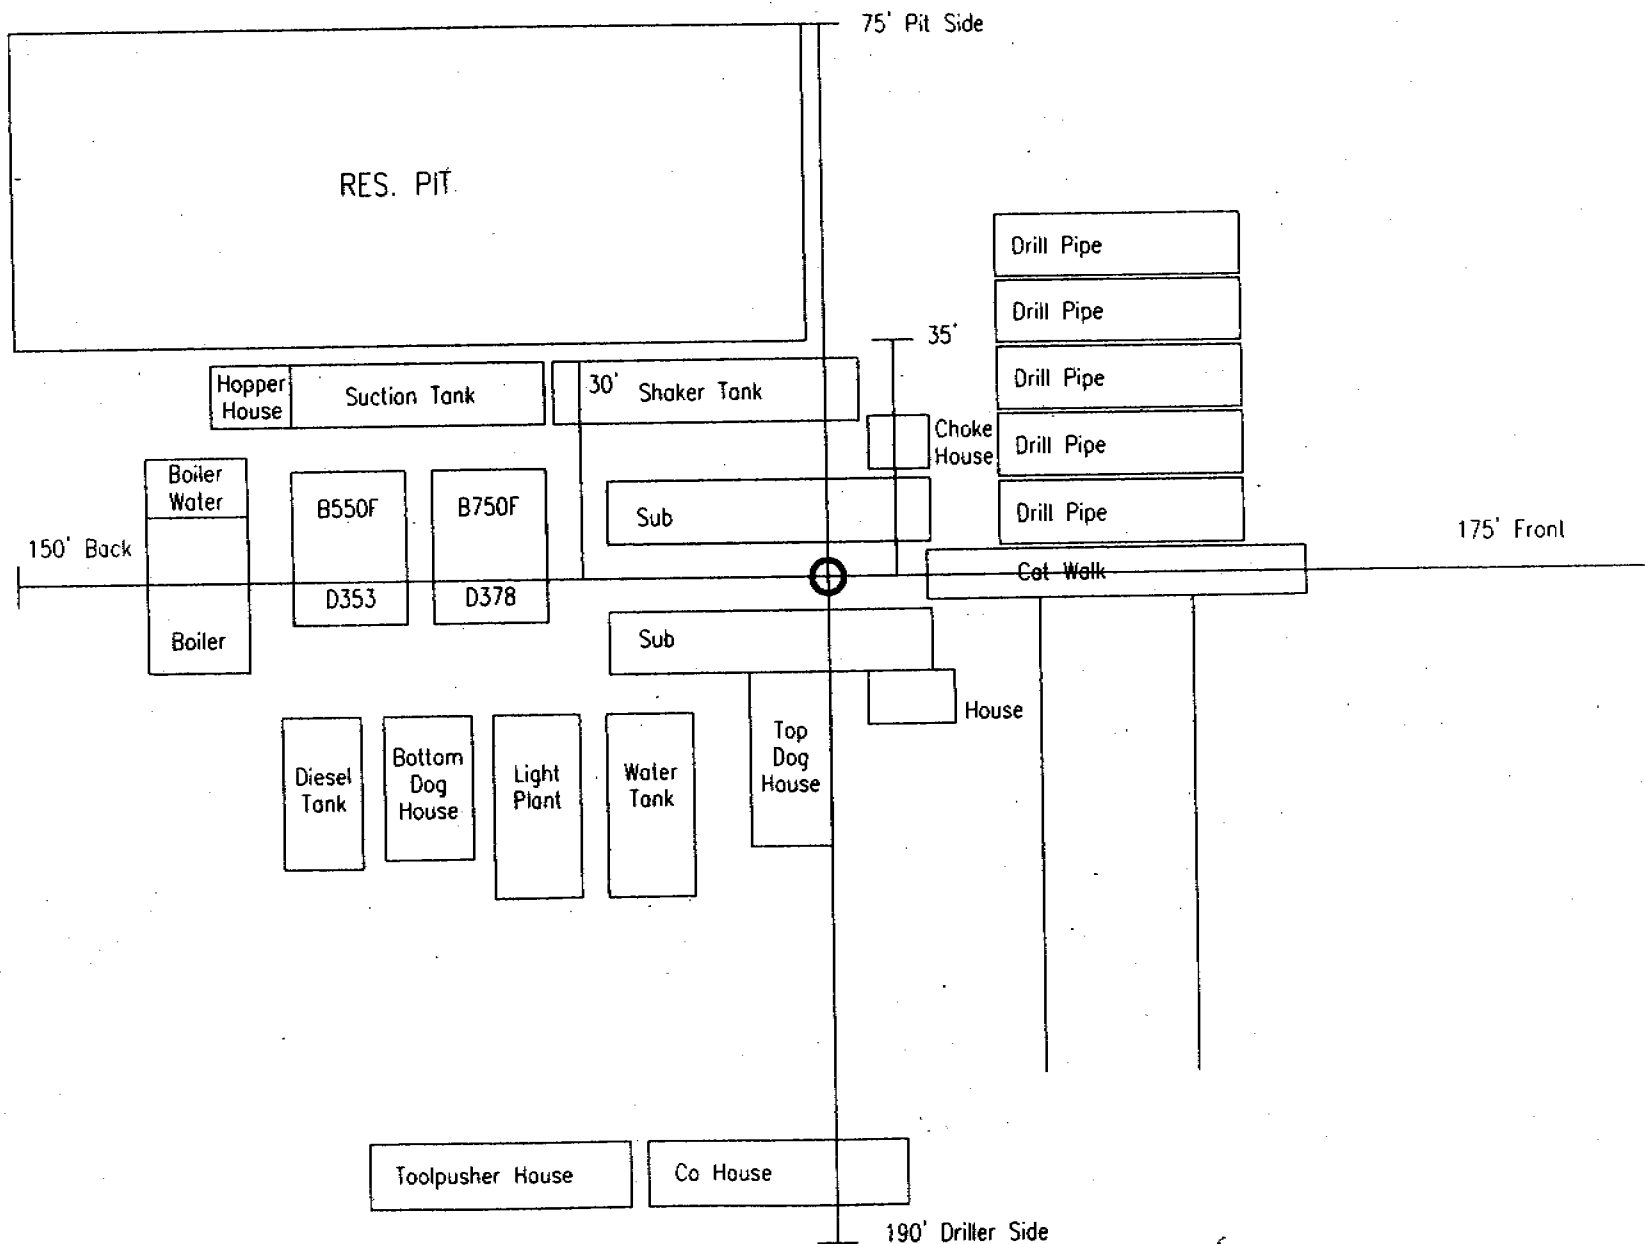 75' Pit Side
RES. PIT
Drill Pipe
Drill Pipe
35'
Drill Pipe
Hopper
House
Suction Tank
30'
Shaker Tank
Choke
House
Drill Pipe
Boiler
Water
B550F
B750F
Sub
Drill Pipe
150' Back
175' Front
Cat Walk
D353
D378
Boiler
Sub
House
Top
Dog
House
Diesel
Tank
Bottom
Dog
House
Light
Plant
Water
Tank
Toolpusher House
Co House
190' Driller Side